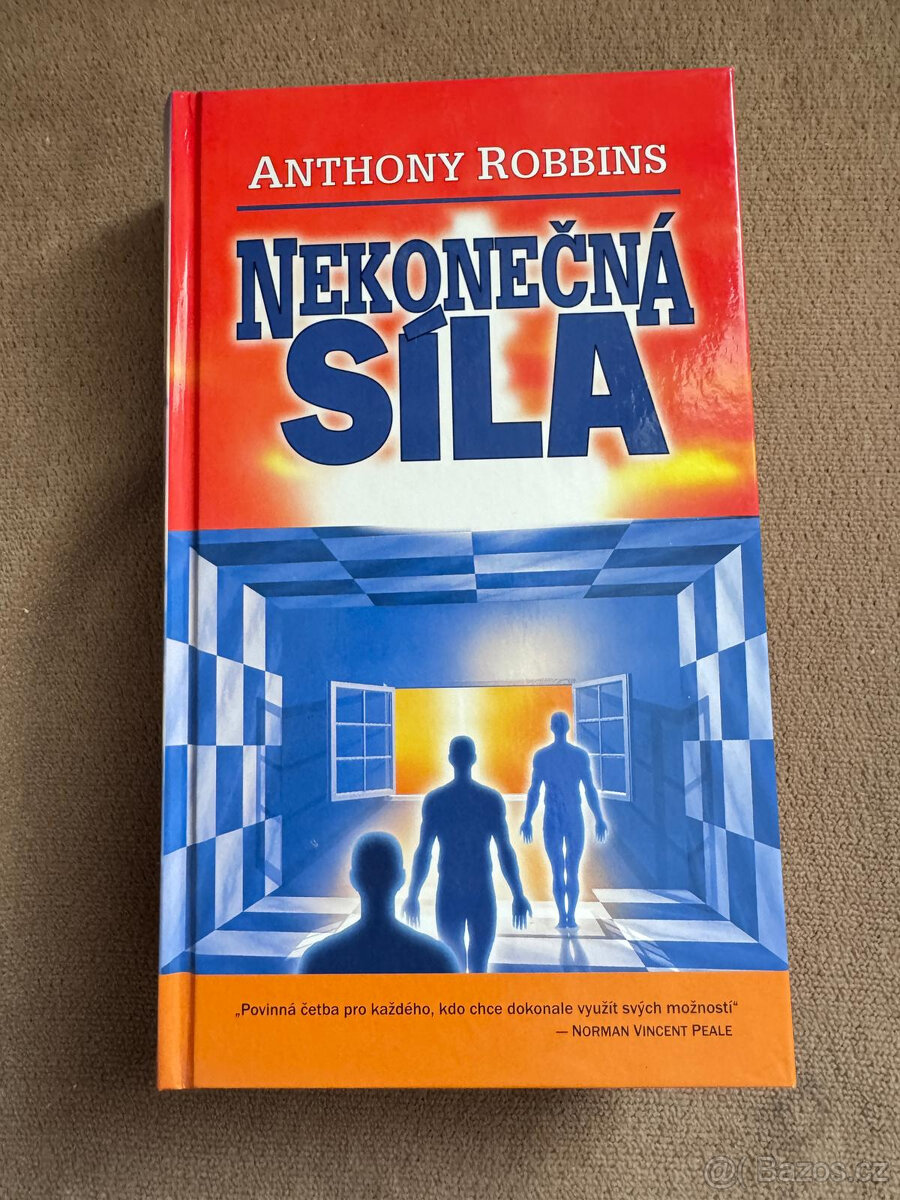 ANTHONY ROBBINS
NEKONEČNÁ
SÍLA
„Povinná četba pro každého, kdo chce dokonale využít svých možností“
— NORMAN VINCENT PEALE
Bazos.cz